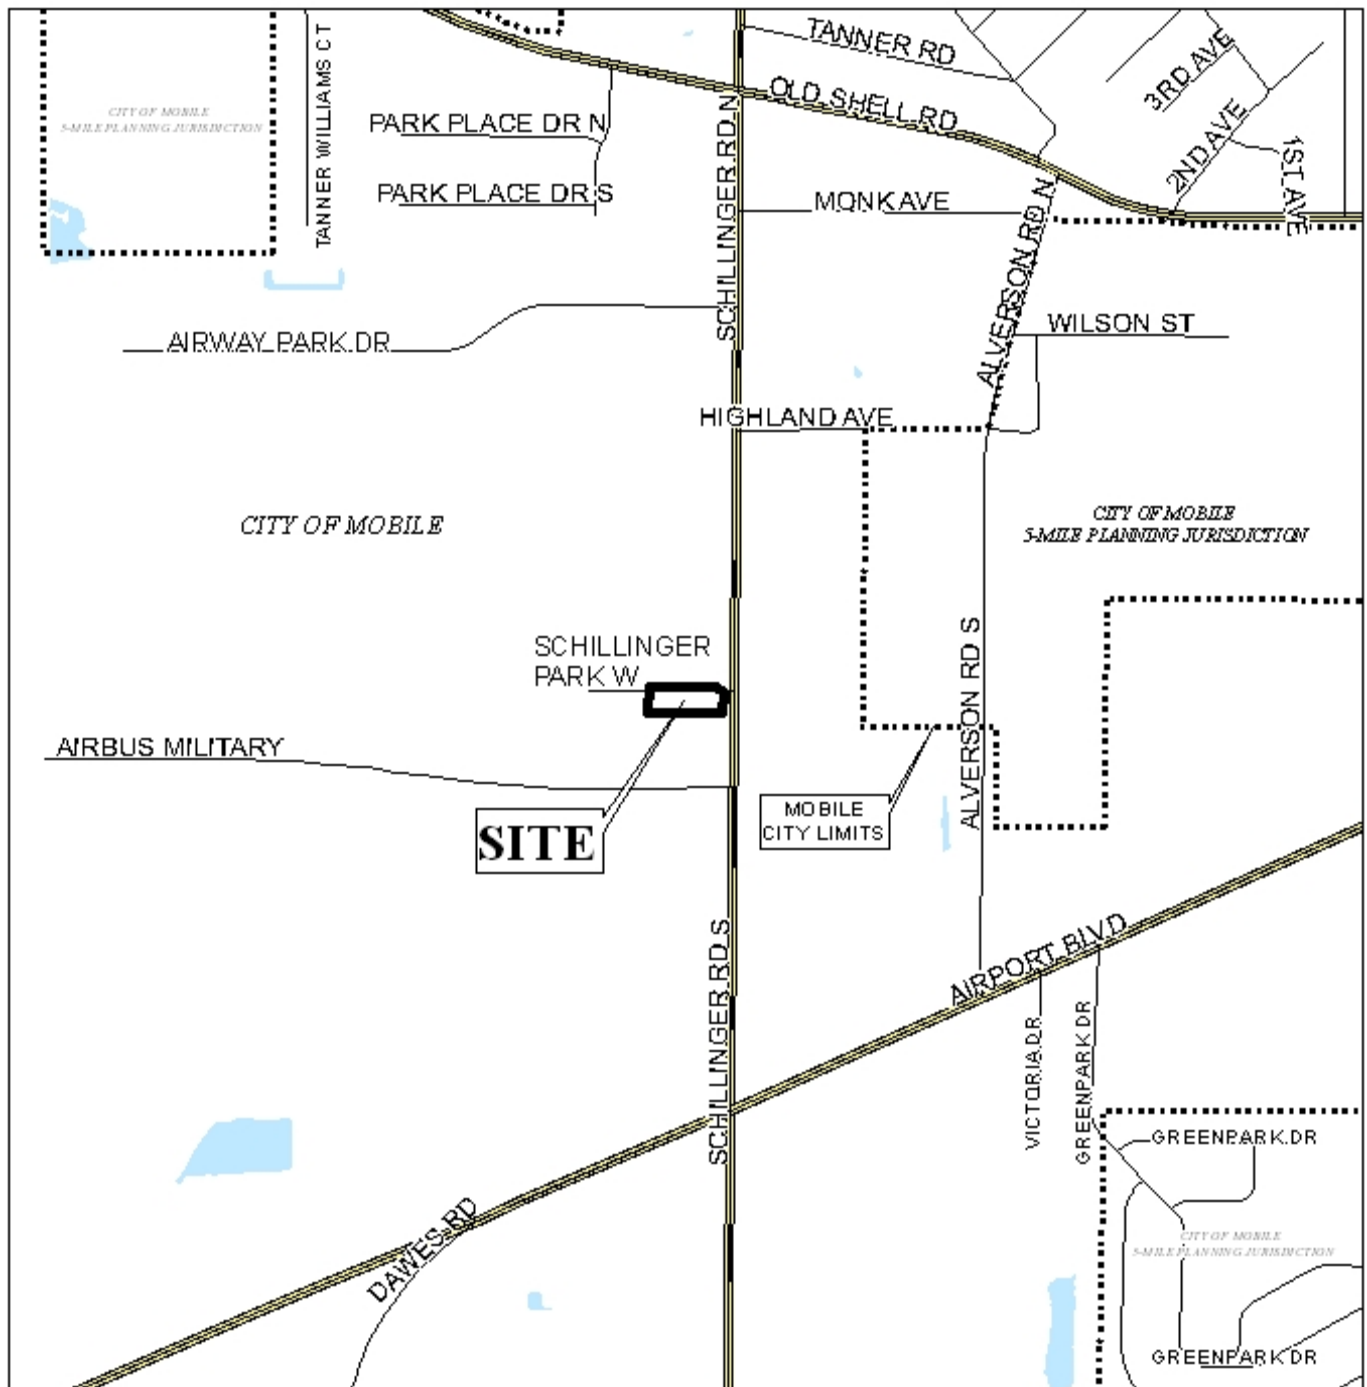 TANNER RD
TANNER WILLIAMS CT
3RD AVE
OLD SHELL RD
CITY OF MOBILE
5-MILE PLANNING JURISDICTION
PARK PLACE DR N
SCHILLINGER RD N
2ND AVE
1ST AVE
PARK PLACE DR S
MONK AVE
ALVERSON RD N
WILSON ST
AIRWAY PARK DR
HIGHLAND AVE
CITY OF MOBILE
CITY OF MOBILE
5-MILE PLANNING JURISDICTION
SCHILLINGER
PARK W
ALVERSON RD S
AIRBUS MILITARY
MOBILE
CITY LIMITS
SITE
SCHILLINGER RD S
AIRPORT BLVD
VICTORIA DR
GREENPARK DR
GREENPARK DR
DAWES RD
CITY OF MOBILE
5-MILE PLANNING JURISDICTION
GREENPARK DR